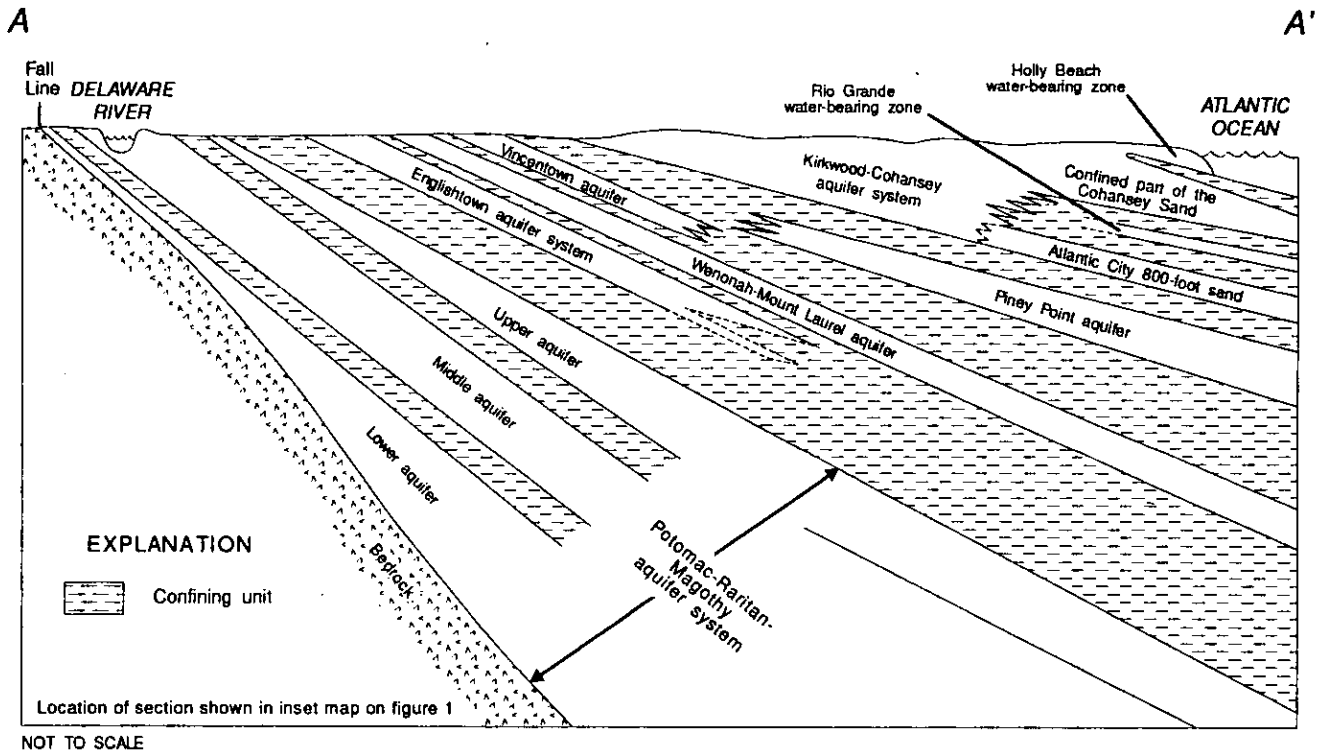 A
A'
Fall
Line
DELAWARE
RIVER
Holly Beach
water-bearing zone
Rio Grande
water-bearing zone
ATLANTIC
OCEAN
Vincentown aquifer
Englishtown aquifer system
Kirkwood-Cohansey
aquifer system
Confined part of the
Cohansey Sand
Atlantic City 800-foot sand
Wenonah-Mount Laurel aquifer
Piney Point aquifer
Upper aquifer
Middle aquifer
Lower aquifer
Potomac-Raritan-
Magothy
aquifer system
Bedrock
EXPLANATION
Confining unit
Location of section shown in inset map on figure 1
NOT TO SCALE